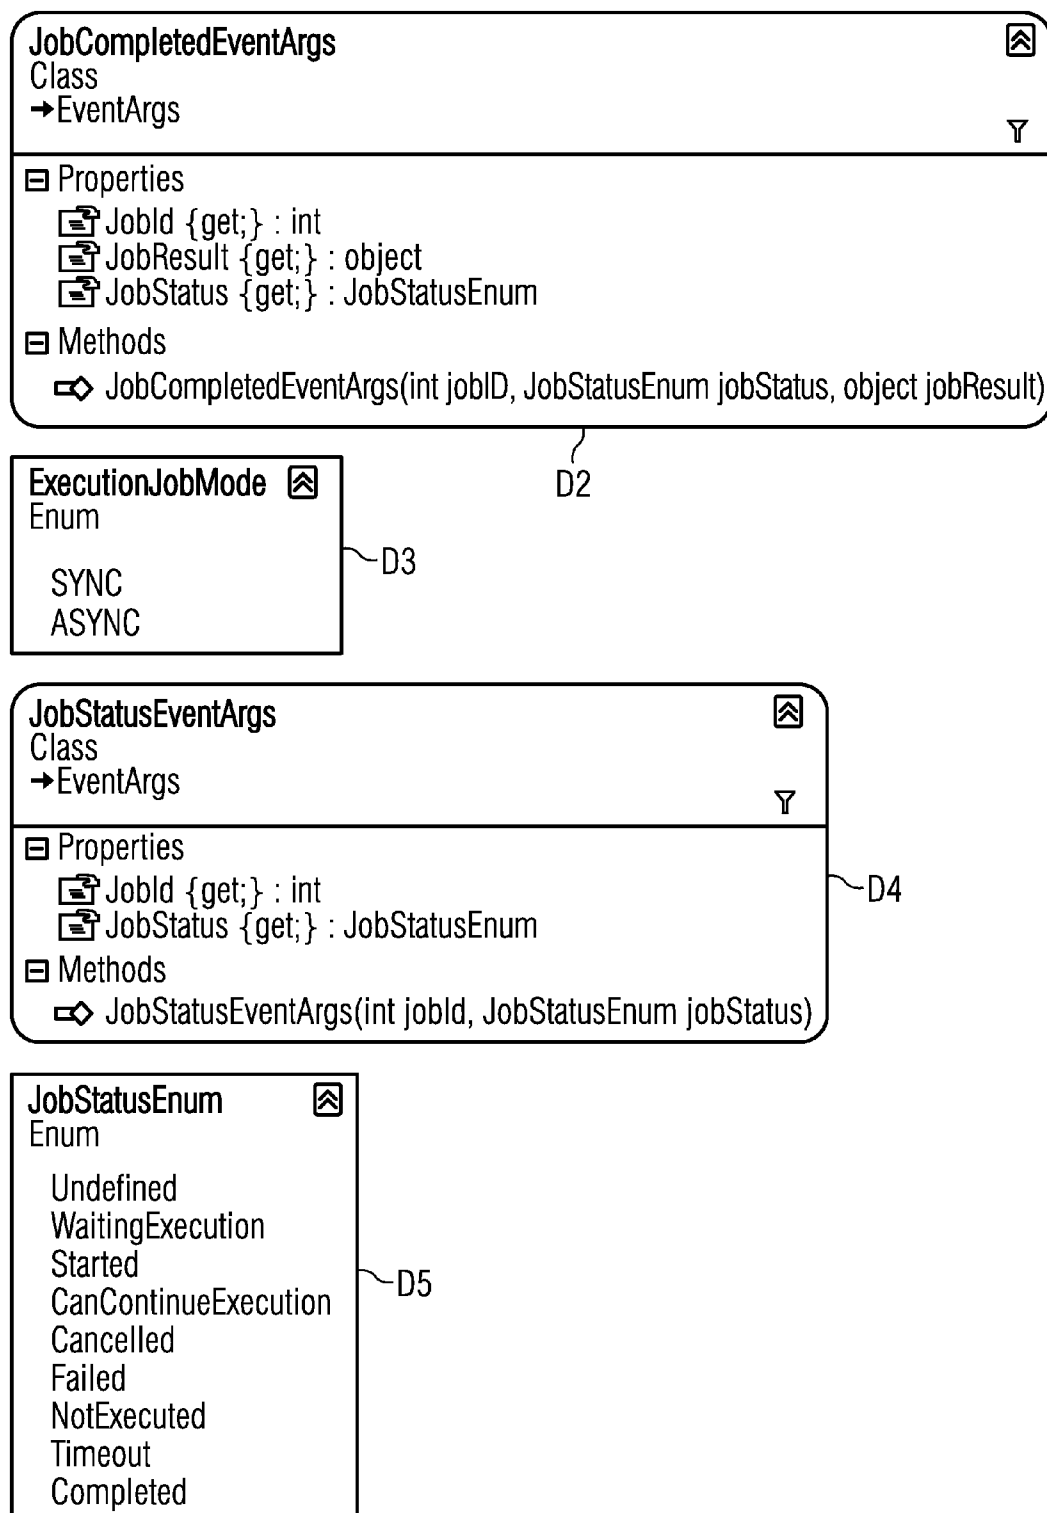 JobCompletedEventArgs
Class
→EventArgs
Properties
JobId {get;} : int
JobResult {get;} : object
JobStatus {get;} : JobStatusEnum
Methods
JobCompletedEventArgs(int jobID, JobStatusEnum jobStatus, object jobResult)
D2
ExecutionJobMode
Enum
SYNC
ASYNC
D3
JobStatusEventArgs
Class
→EventArgs
Properties
JobId {get;} : int
JobStatus {get;} : JobStatusEnum
Methods
JobStatusEventArgs(int jobId, JobStatusEnum jobStatus)
D4
JobStatusEnum
Enum
Undefined
WaitingExecution
Started
CanContinueExecution
Cancelled
Failed
NotExecuted
Timeout
Completed
D5